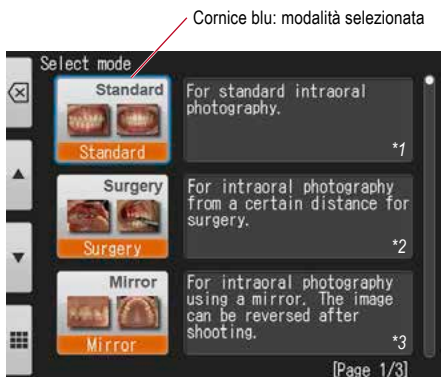 Cornice blu: modalità selezionata
Select mode
Standard
Standard
For standard intraoral
photography.
*1
Surgery
Surgery
For intraoral photography
from a certain distance for
surgery.
*2
Mirror
Mirror
For intraoral photography
using a mirror. The image
can be reversed after
shooting.
*3
[Page 1/3]